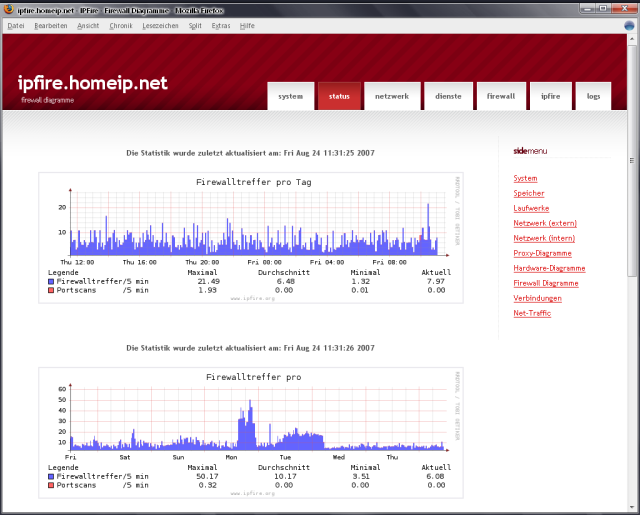 ipfire.homeip.net - IPFire - Firewall Diagramme - Mozilla Firefox
Datei Bearbeiten Ansicht Chronik Lesezeichen Split Extras Hilfe
ipfire.homeip.net
firewall diagramme
system status netzwerk dienste firewall ipfire logs
Die Statistik wurde zuletzt aktualisiert am: Fri Aug 24 11:31:25 2007
Firewalltreffer pro Tag
RRDTOOL / TOBI OETIKER
20
10
Thu 12:00 Thu 16:00 Thu 20:00 Fri 00:00 Fri 04:00 Fri 08:00
Legende Maximal Durchschnitt Minimal Aktuell
Firewalltreffer/5 min 21.49 6.48 1.32 7.97
Portscans /5 min 1.93 0.00 0.01 0.00
www.ipfire.org
Die Statistik wurde zuletzt aktualisiert am: Fri Aug 24 11:31:26 2007
Firewalltreffer pro
RRDTOOL / TOBI OETIKER
60
50
40
30
20
10
Fri Sat Sun Mon Tue Wed Thu
Legende Maximal Durchschnitt Minimal Aktuell
Firewalltreffer/5 min 50.17 10.17 3.51 6.08
Portscans /5 min 0.32 0.00 0.00 0.00
www.ipfire.org
sidemenu
System
Speicher
Laufwerke
Netzwerk (extern)
Netzwerk (intern)
Proxy-Diagramme
Hardware-Diagramme
Firewall Diagramme
Verbindungen
Net-Traffic